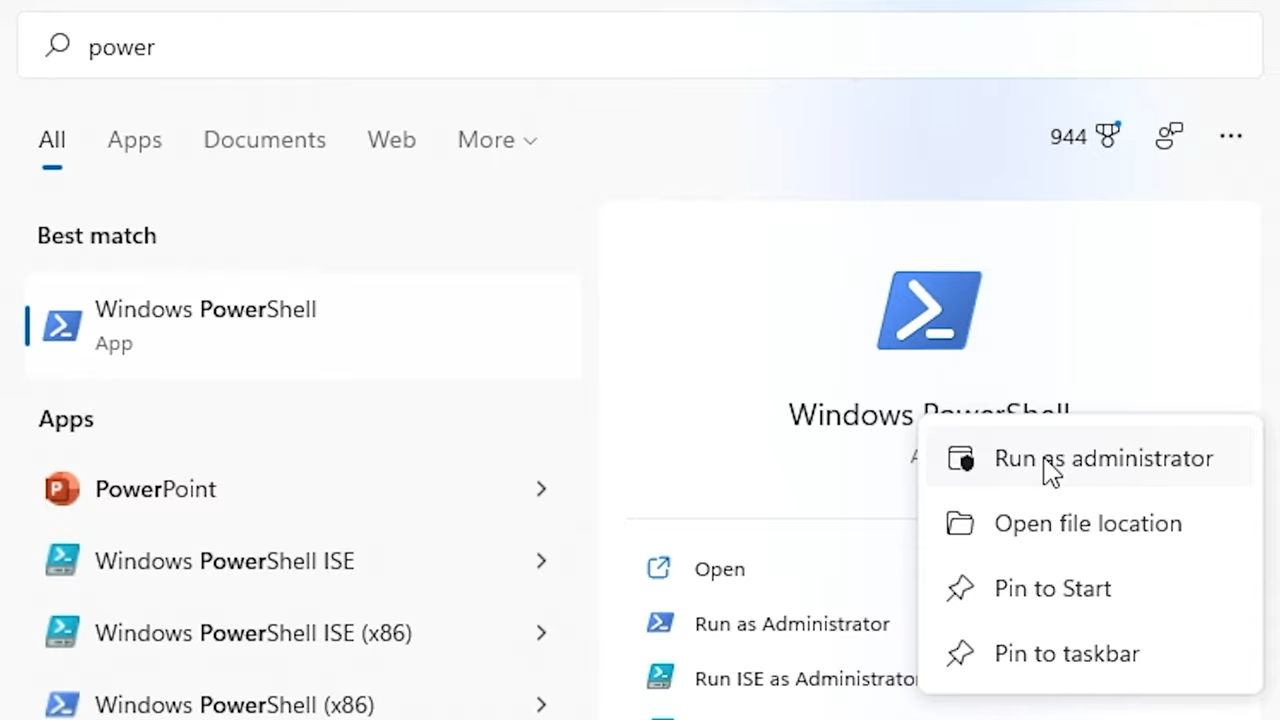 power
All Apps Documents Web More
944
Best match
Windows PowerShell
App
Apps
PowerPoint
Windows PowerShell ISE
Windows PowerShell ISE (x86)
Windows PowerShell (x86)
Windows PowerShell
Open
Run as Administrator
Run ISE as Administrator
Run as administrator
Open file location
Pin to Start
Pin to taskbar